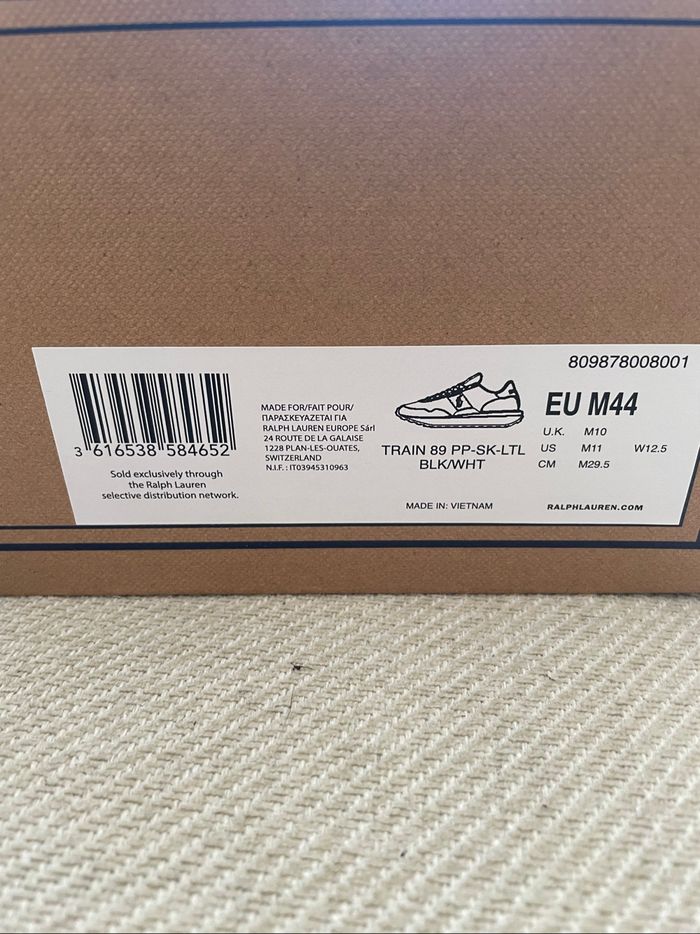 809878008001
3 616538 584652
Sold exclusively through
the Ralph Lauren
selective distribution network.
MADE FOR/FAIT POUR/
ΠΑΡΑΣΚΕΥΑΖΕΤΑΙ ΓΙΑ
RALPH LAUREN EUROPE Sárl
24 ROUTE DE LA GALAISE
1228 PLAN-LES-OUATES,
SWITZERLAND
N.I.F. : IT03945310963
TRAIN 89 PP-SK-LTL
BLK/WHT
MADE IN: VIETNAM
EU M44
U.K. M10
US M11 W12.5
CM M29.5
RALPHLAUREN.COM